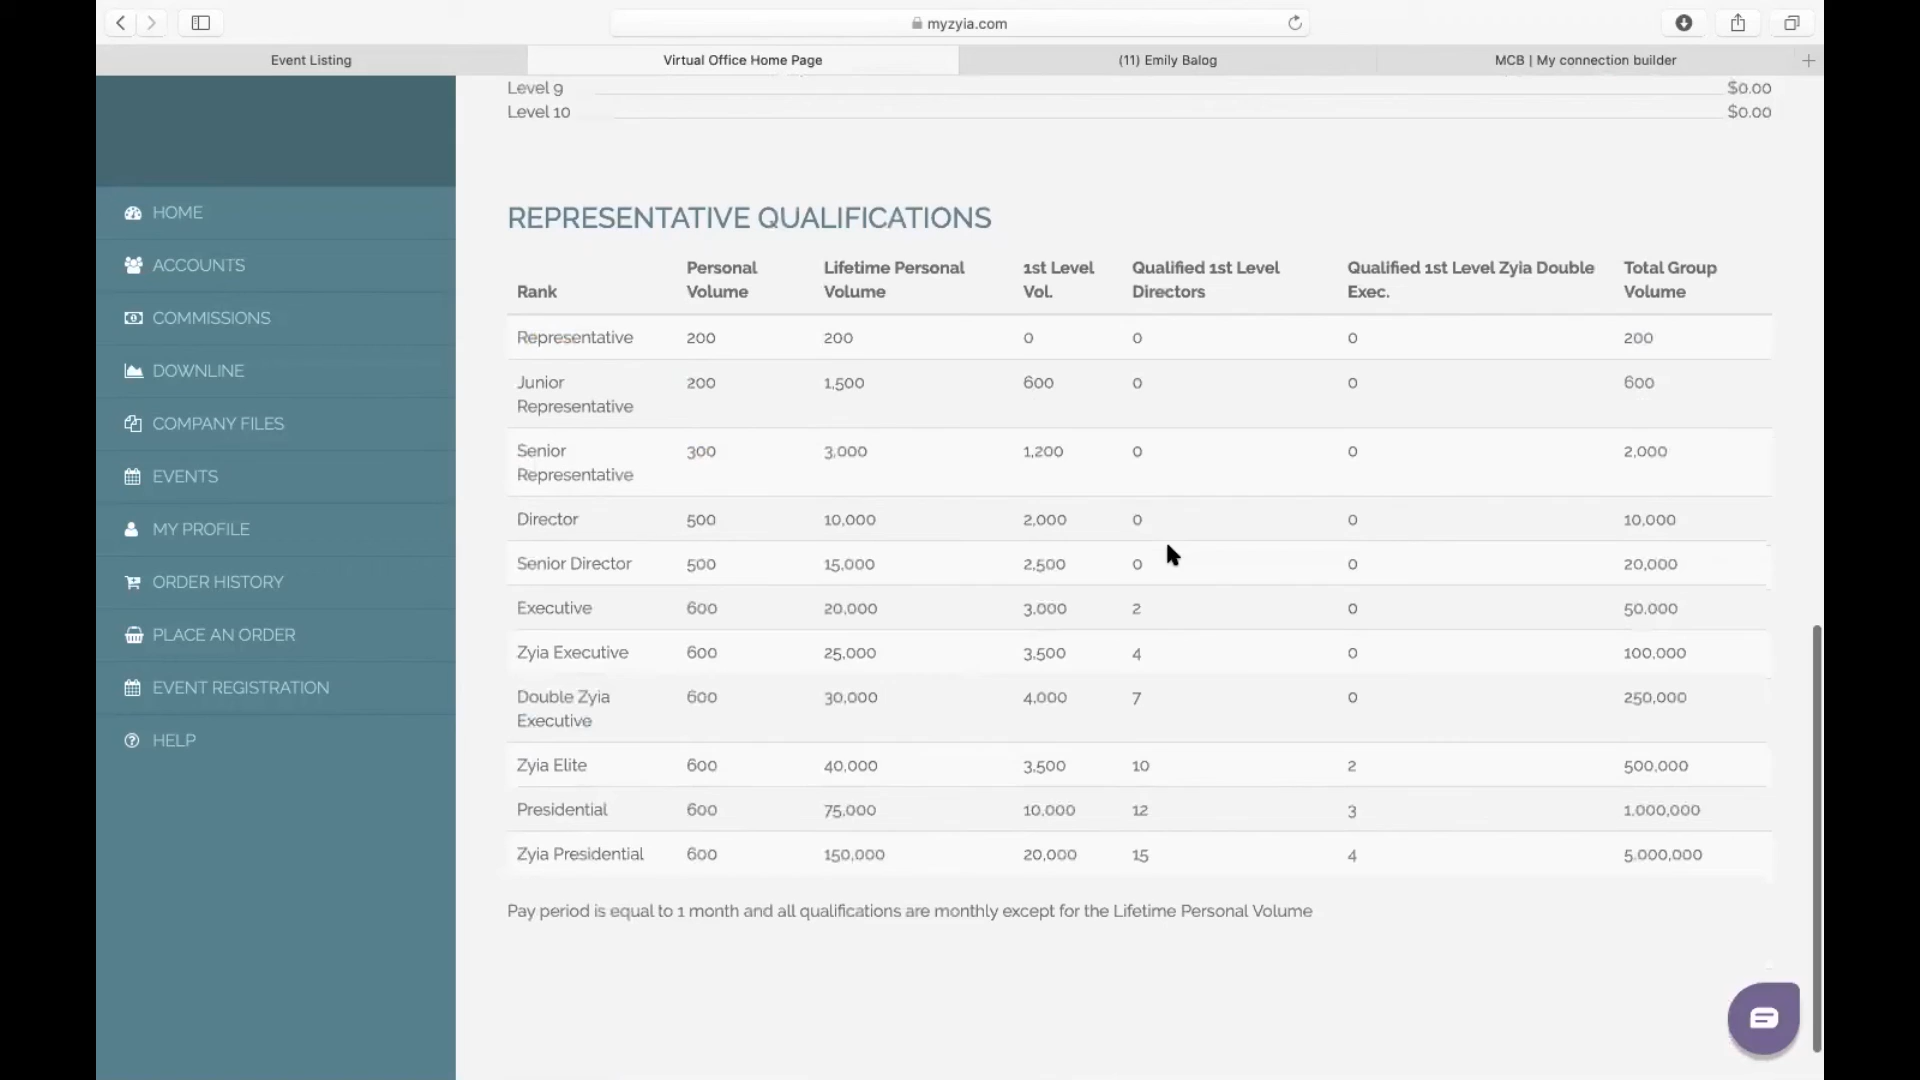 myzyia.com
Event Listing
Virtual Office Home Page
(11) Emily Balog
MCB | My connection builder
Level 9 $0.00
Level 10 $0.00
HOME
ACCOUNTS
COMMISSIONS
DOWNLINE
COMPANY FILES
EVENTS
MY PROFILE
ORDER HISTORY
PLACE AN ORDER
EVENT REGISTRATION
HELP
REPRESENTATIVE QUALIFICATIONS
Rank Personal Volume Lifetime Personal Volume 1st Level Vol. Qualified 1st Level Directors Qualified 1st Level Zyia Double Exec. Total Group Volume
Representative 200 200 0 0 0 200
Junior Representative 200 1,500 600 0 0 600
Senior Representative 300 3,000 1,200 0 0 2,000
Director 500 10,000 2,000 0 0 10,000
Senior Director 500 15,000 2,500 0 0 20,000
Executive 600 20,000 3,000 2 0 50,000
Zyia Executive 600 25,000 3,500 4 0 100,000
Double Zyia Executive 600 30,000 4,000 7 0 250,000
Zyia Elite 600 40,000 3,500 10 2 500,000
Presidential 600 75,000 10,000 12 3 1,000,000
Zyia Presidential 600 150,000 20,000 15 4 5,000,000
Pay period is equal to 1 month and all qualifications are monthly except for the Lifetime Personal Volume